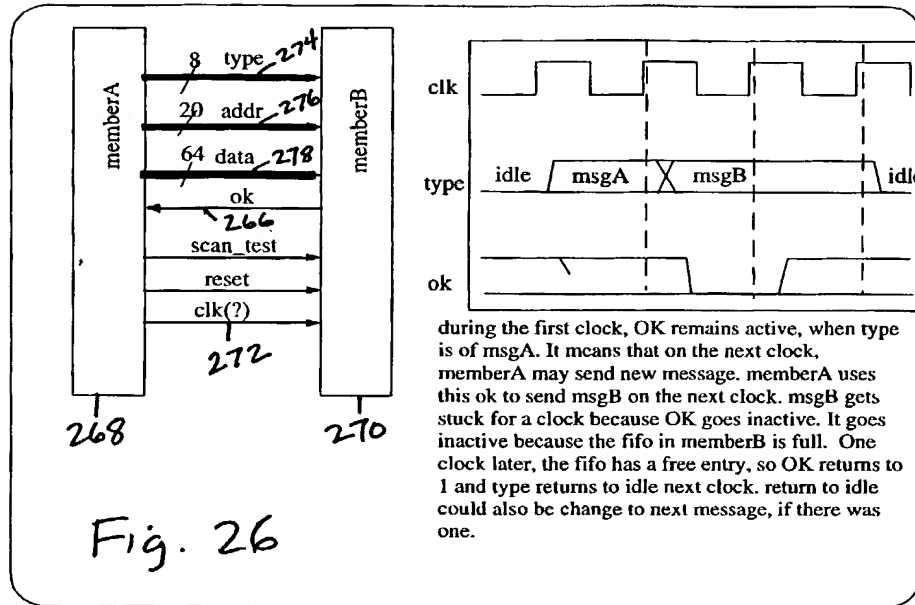 memberA
memberB
8 type 274
20 addr 276
64 data 278
ok
266
scan_test
reset
clk(?)
272
268
270
Fig. 26
clk
type
idle
msgA
msgB
idle
ok
during the first clock, OK remains active, when type
is of msgA. It means that on the next clock,
memberA may send new message. memberA uses
this ok to send msgB on the next clock. msgB gets
stuck for a clock because OK goes inactive. It goes
inactive because the fifo in memberB is full. One
clock later, the fifo has a free entry, so OK returns to
1 and type returns to idle next clock. return to idle
could also be change to next message, if there was
one.